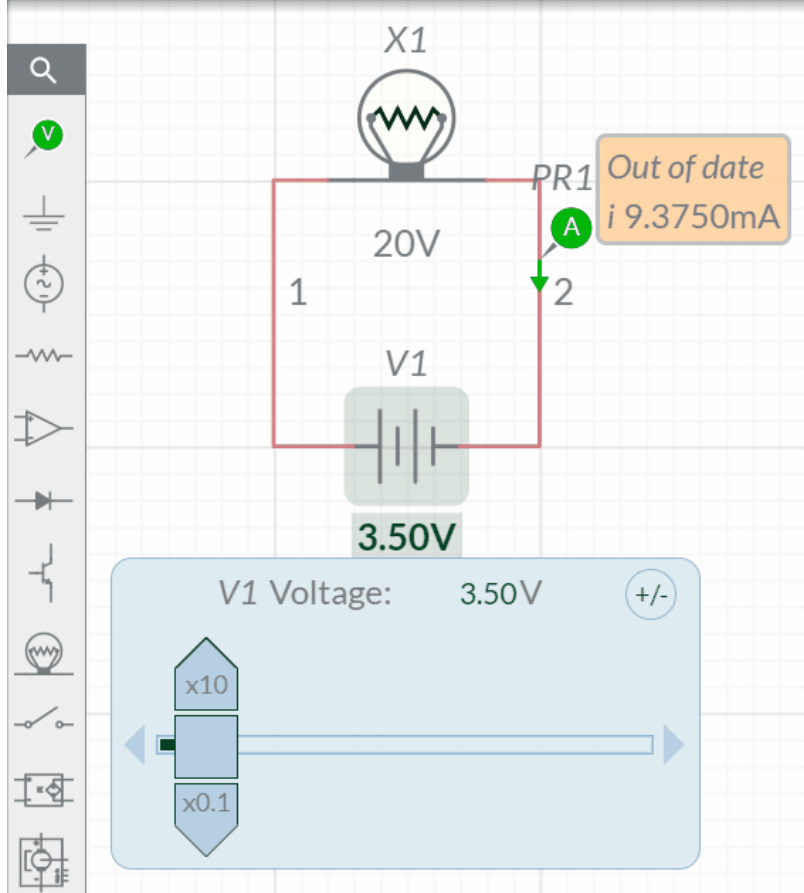 X1
V
PR1
Out of date
i 9.3750mA
A
20V
1
2
V1
3.50V
V1 Voltage: 3.50 V +/-
x10
x0.1